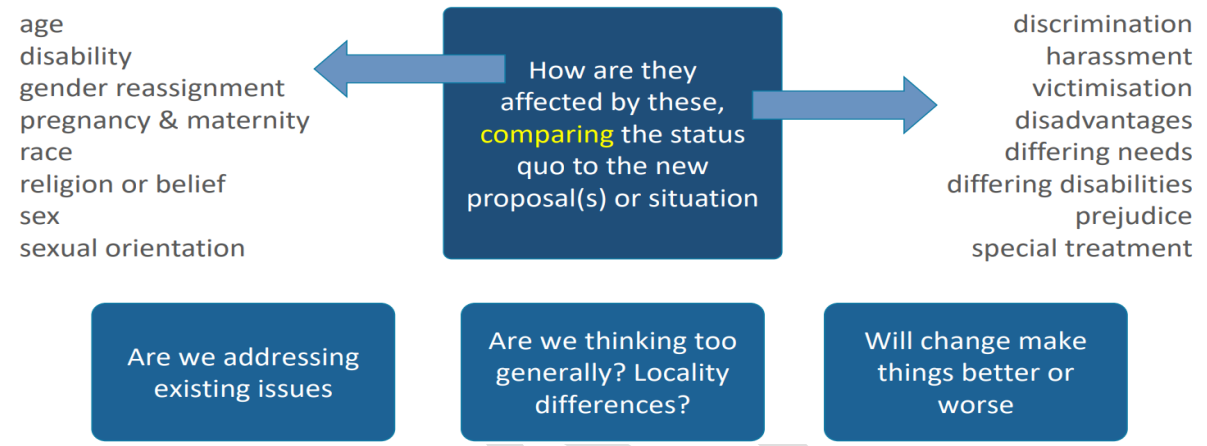 age
disability
gender reassignment
pregnancy & maternity
race
religion or belief
sex
sexual orientation
How are they
affected by these,
comparing the status
quo to the new
proposal(s) or situation
discrimination
harassment
victimisation
disadvantages
differing needs
differing disabilities
prejudice
special treatment
Are we addressing
existing issues
Are we thinking too
generally? Locality
differences?
Will change make
things better or
worse